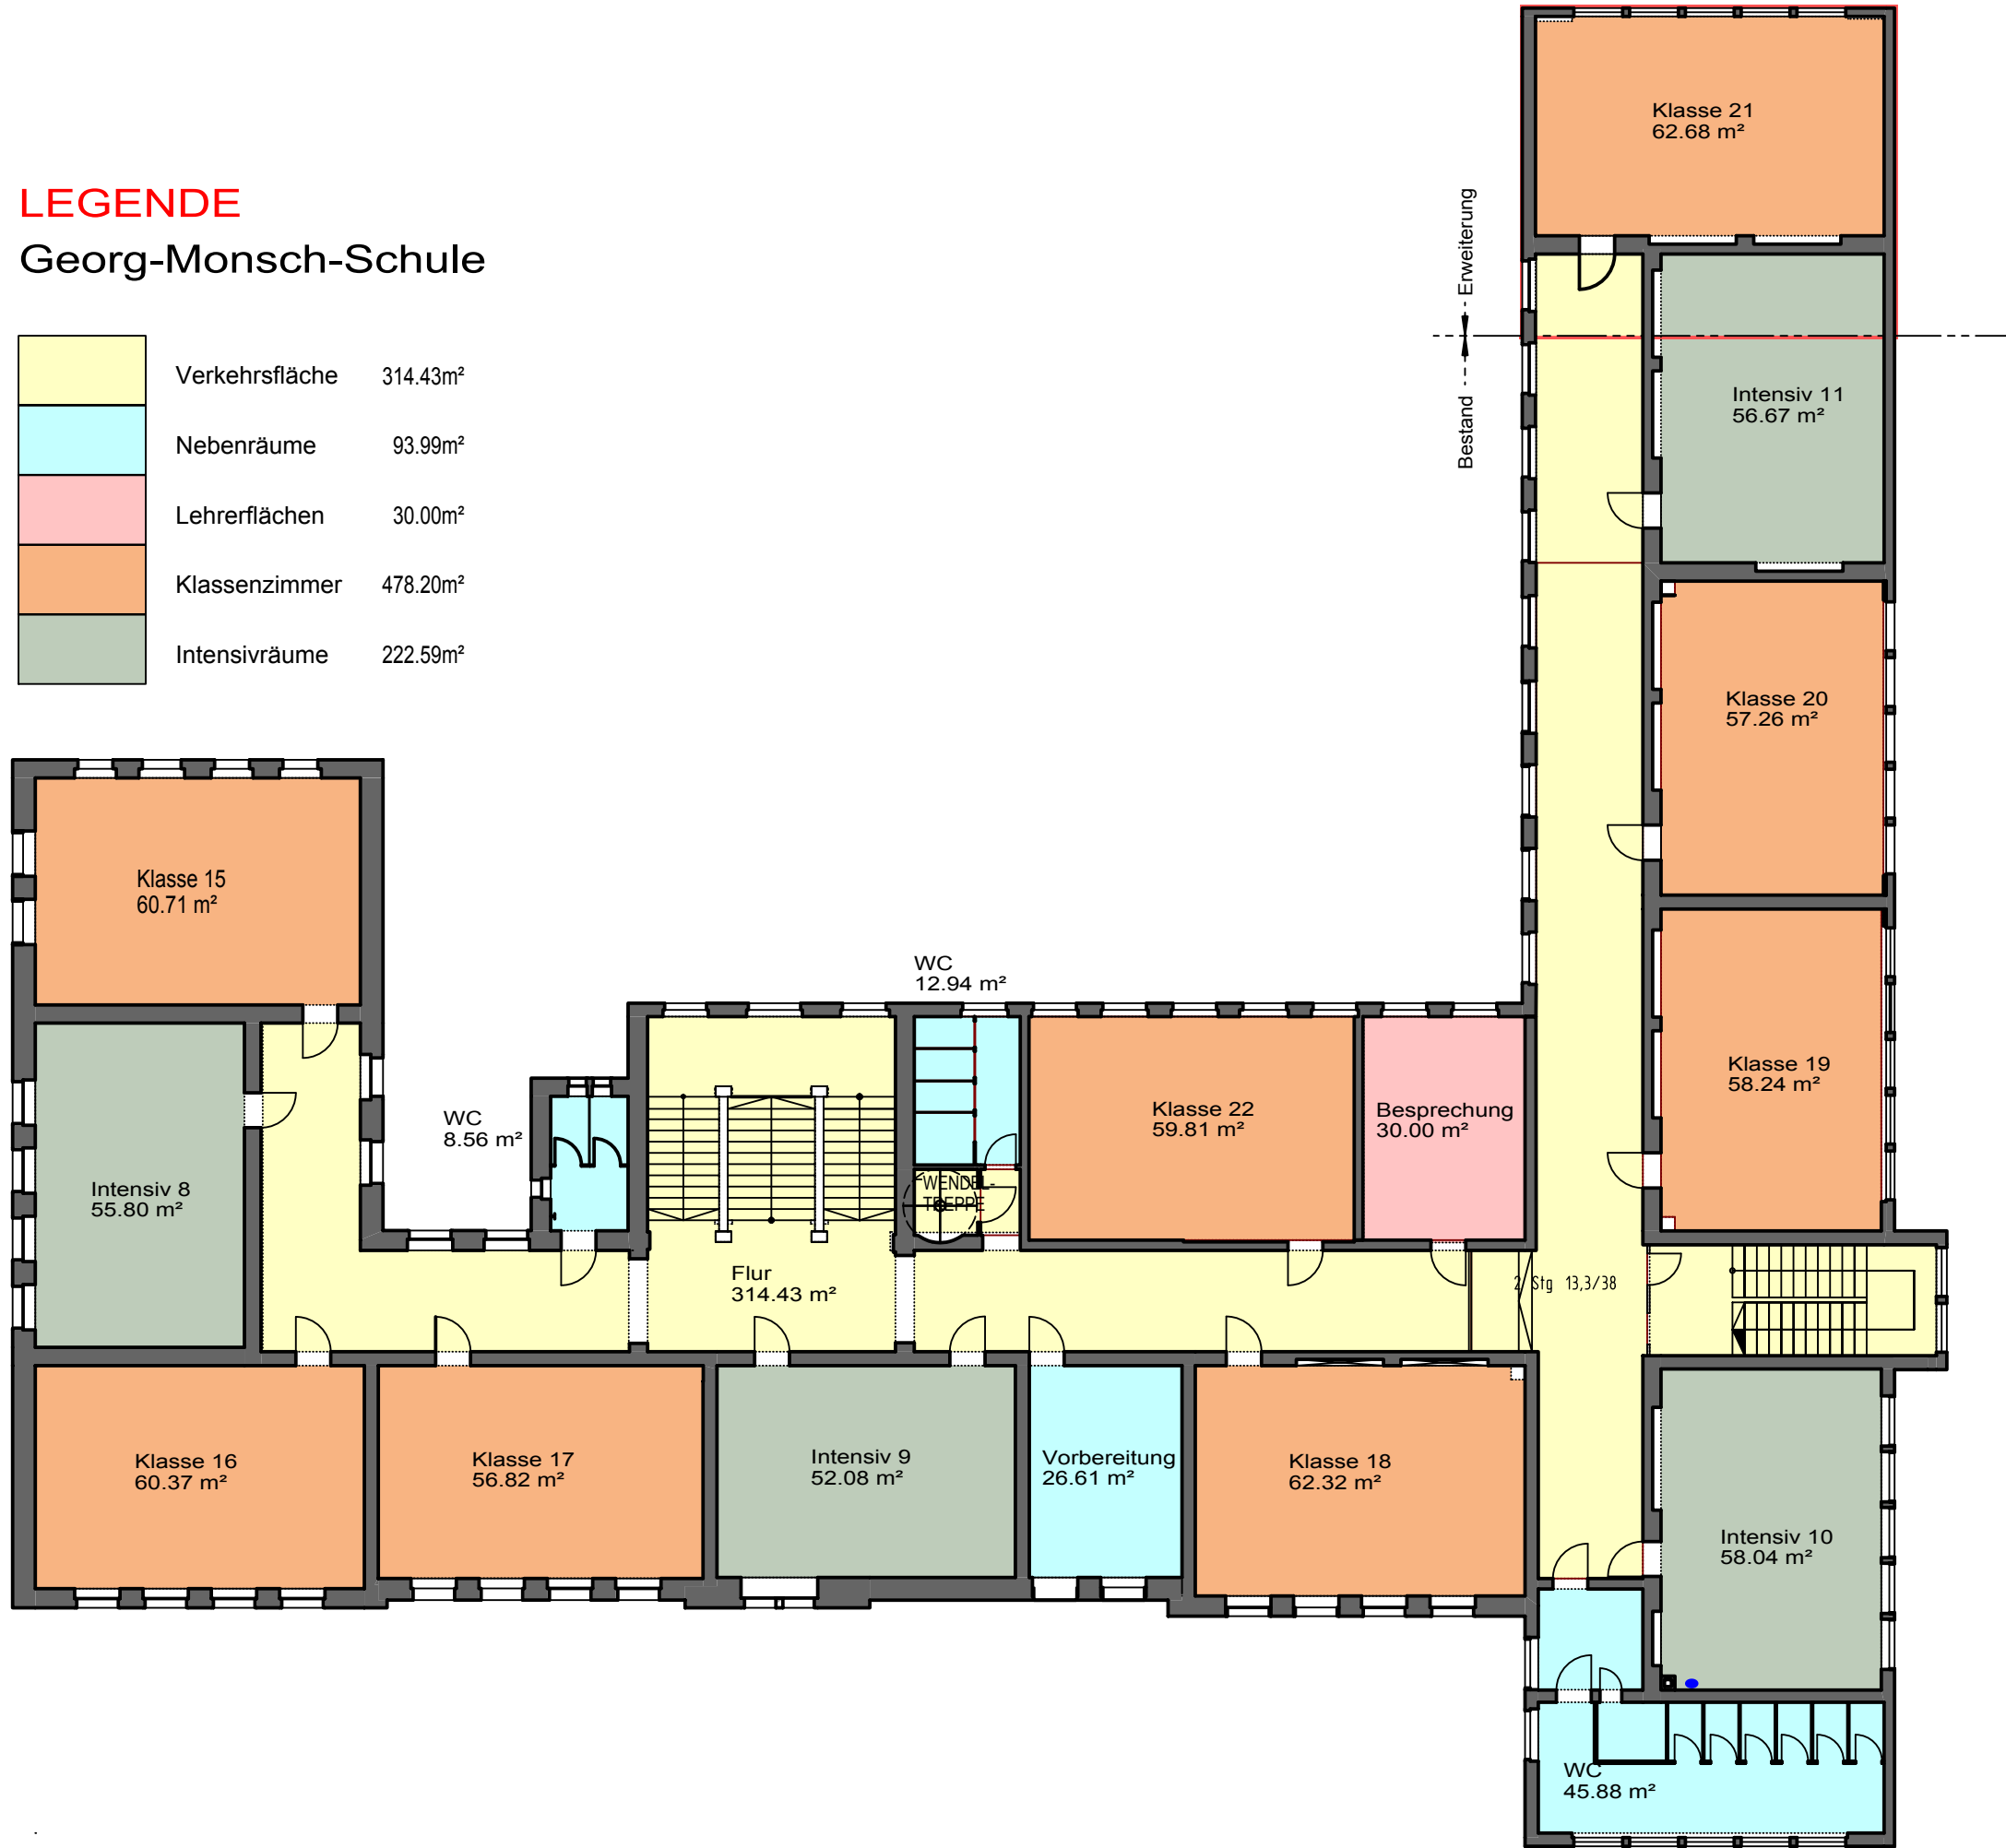 LEGENDE
Georg-Monsch-Schule
Verkehrsfläche 314.43m²
Nebenräume 93.99m²
Lehrerflächen 30.00m²
Klassenzimmer 478.20m²
Intensivräume 222.59m²
Klasse 21
62.68 m²
Erweiterung
Bestand
Intensiv 11
56.67 m²
Klasse 20
57.26 m²
Klasse 15
60.71 m²
WC
12.94 m²
Klasse 19
58.24 m²
WC
8.56 m²
Klasse 22
59.81 m²
Besprechung
30.00 m²
Intensiv 8
55.80 m²
WENDEL-
TREPPE
Flur
314.43 m²
2 Stg 13,3/38
Klasse 16
60.37 m²
Klasse 17
56.82 m²
Intensiv 9
52.08 m²
Vorbereitung
26.61 m²
Klasse 18
62.32 m²
Intensiv 10
58.04 m²
WC
45.88 m²